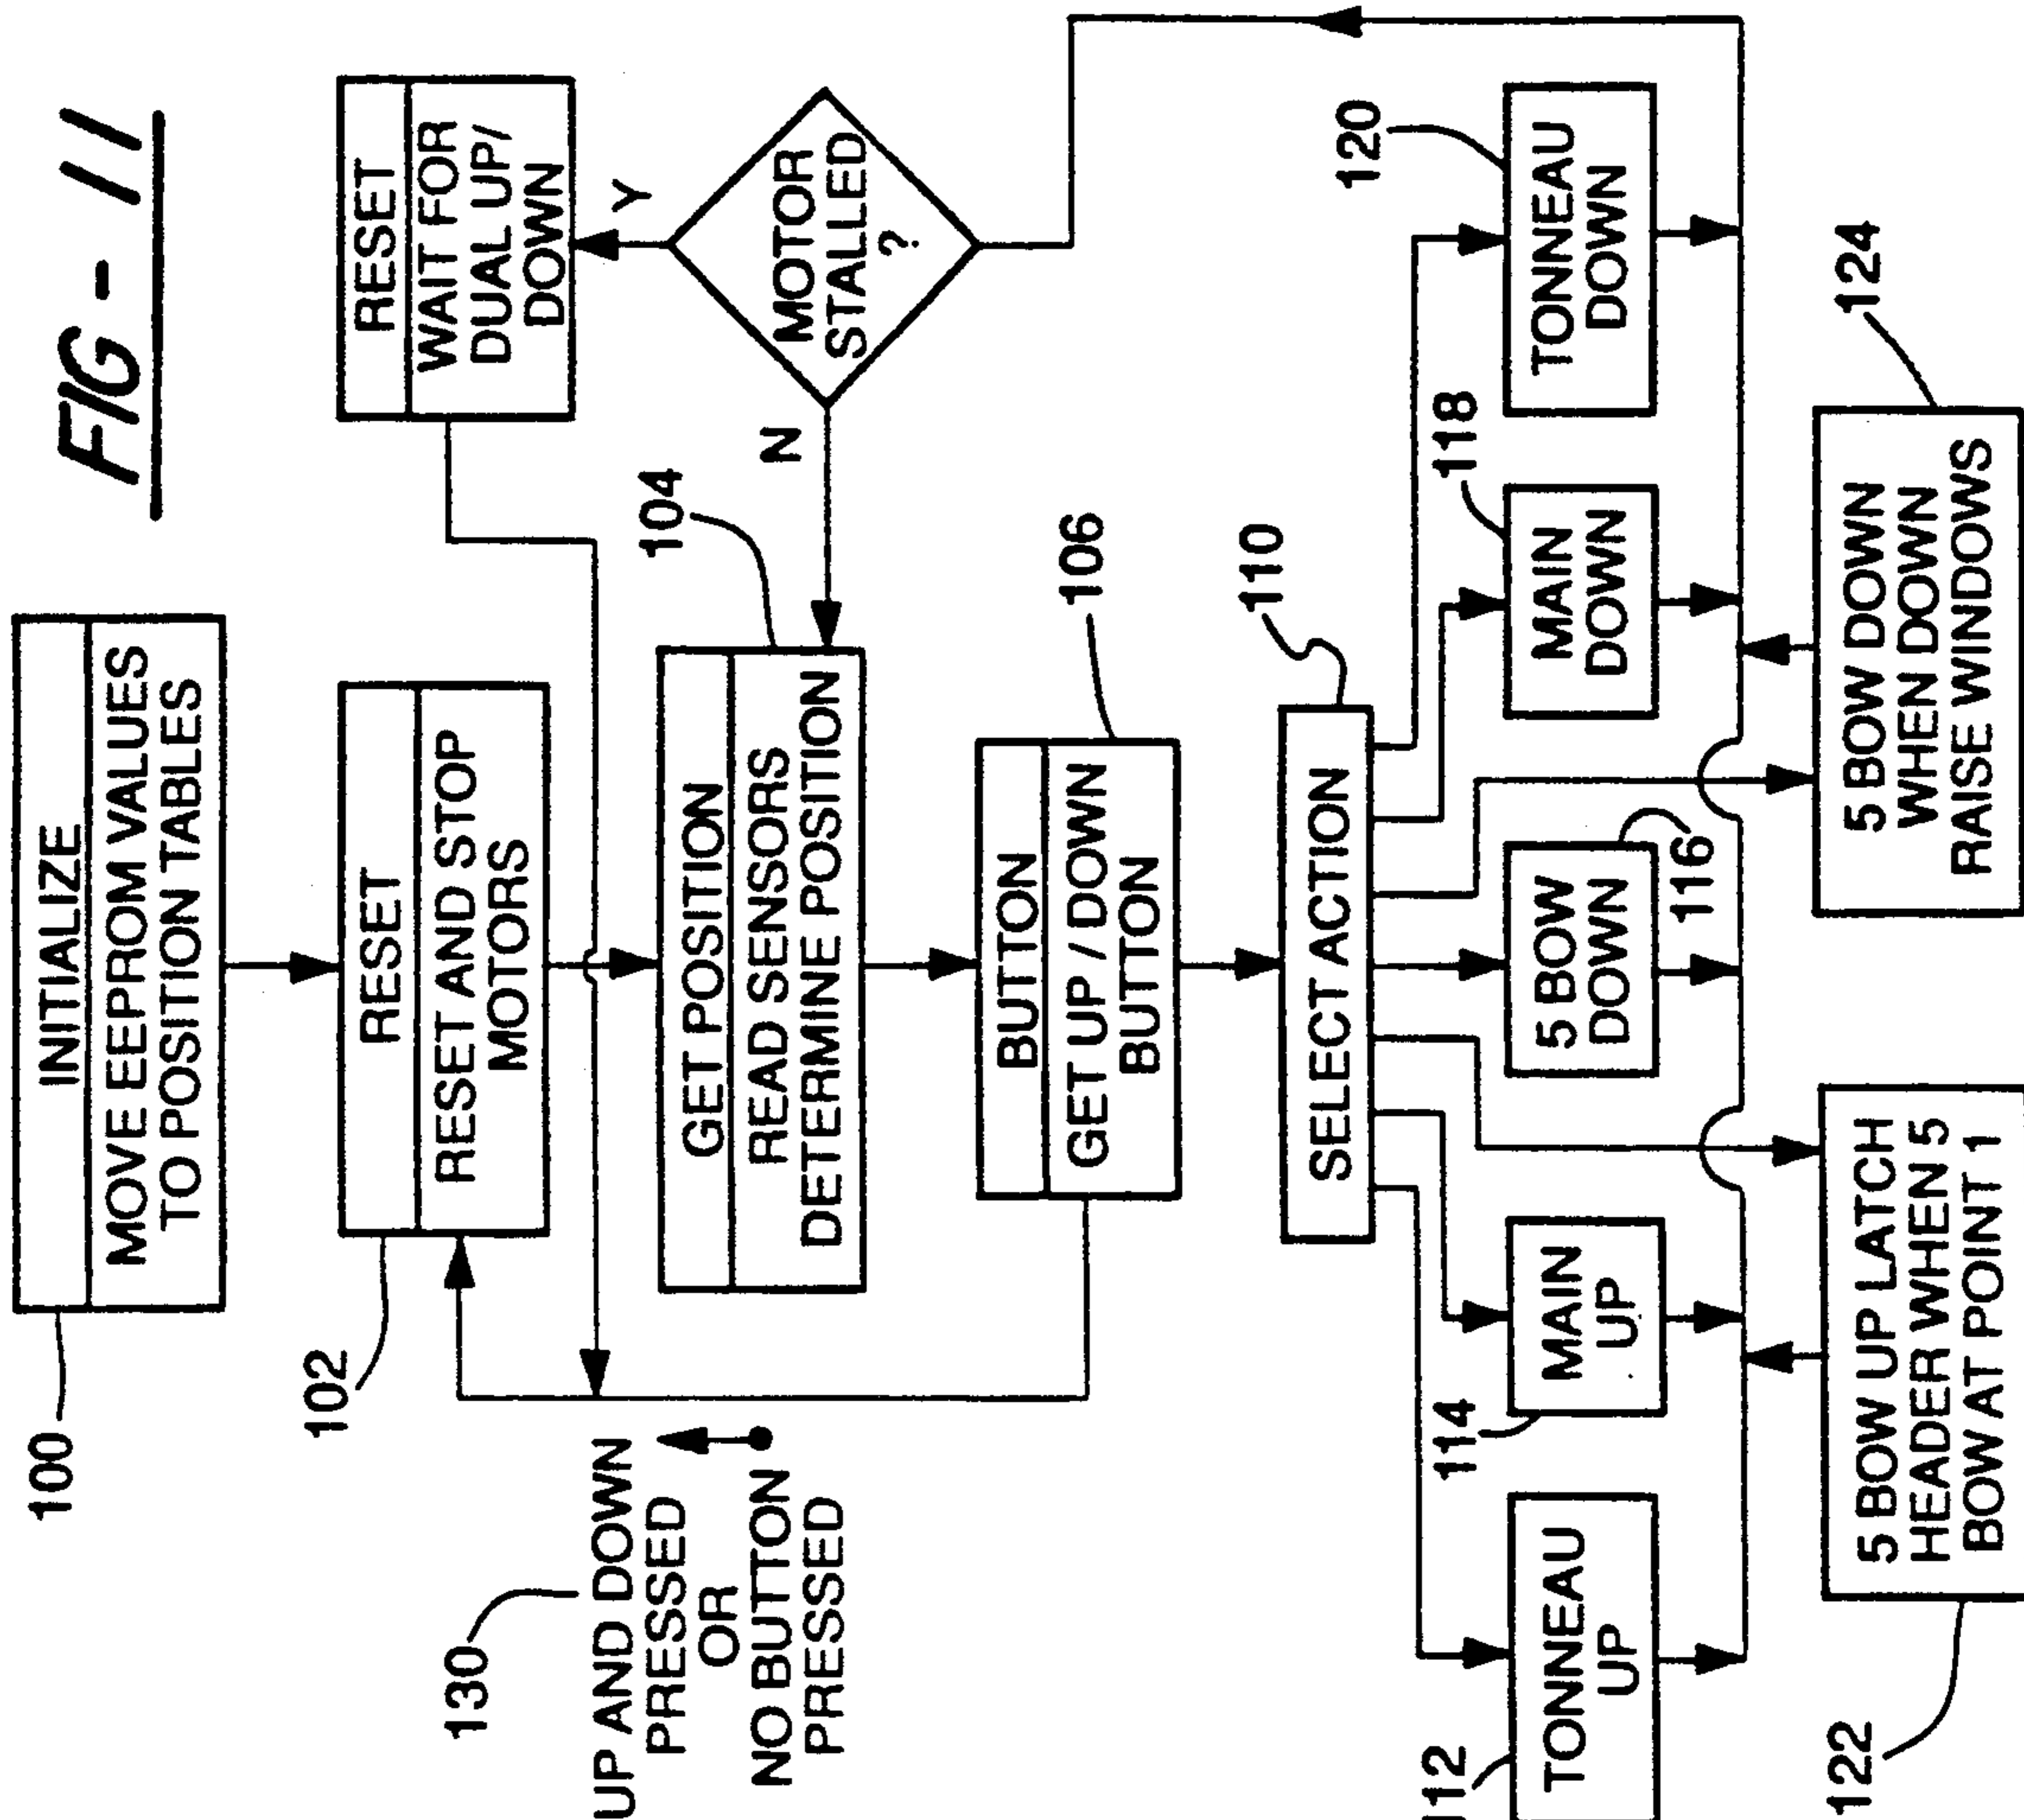 FIG - 11
100
INITIALIZE
MOVE EEPROM VALUES
TO POSITION TABLES
102
RESET
RESET AND STOP
MOTORS
RESET
WAIT FOR
DUAL UP/
DOWN
Y
MOTOR
STALLED
?
N
104
GET POSITION
READ SENSORS
DETERMINE POSITION
130
UP AND DOWN
PRESSED
OR
NO BUTTON
PRESSED
106
BUTTON
GET UP / DOWN
BUTTON
110
SELECT ACTION
112
TONNEAU
UP
114
MAIN
UP
5 BOW
DOWN
116
118
MAIN
DOWN
120
TONNEAU
DOWN
122
5 BOW UP LATCH
HEADER WHEN 5
BOW AT POINT 1
124
5 BOW DOWN
WHEN DOWN
RAISE WINDOWS